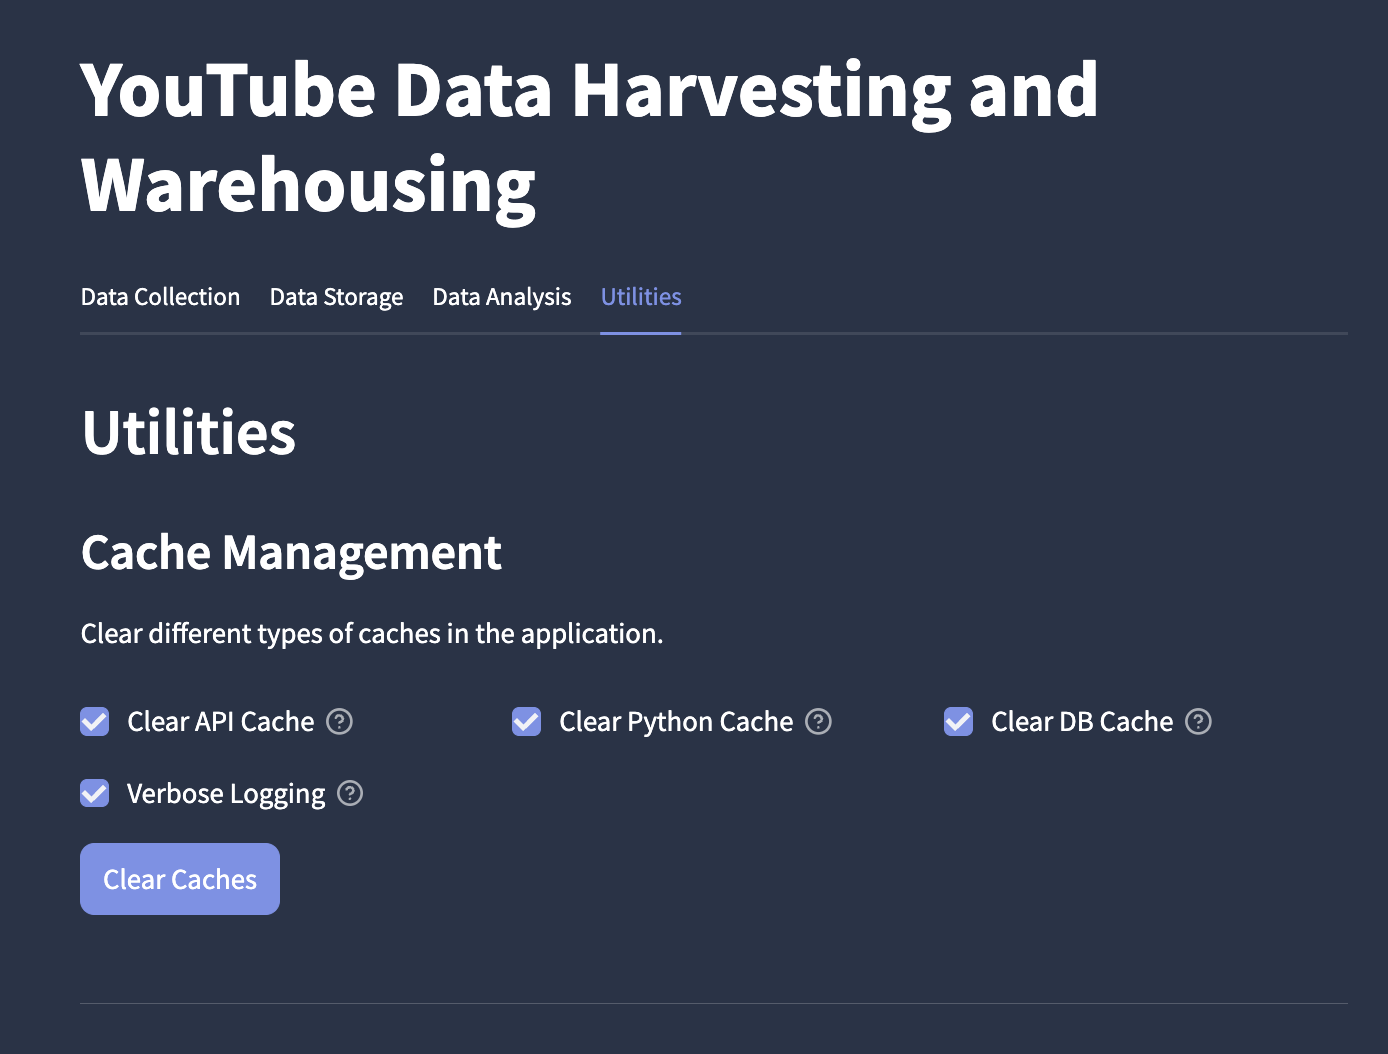 YouTube Data Harvesting and
Warehousing
Data Collection Data Storage Data Analysis Utilities
Utilities
Cache Management
Clear different types of caches in the application.
Clear API Cache ? Clear Python Cache ? Clear DB Cache ?
Verbose Logging ?
Clear Caches